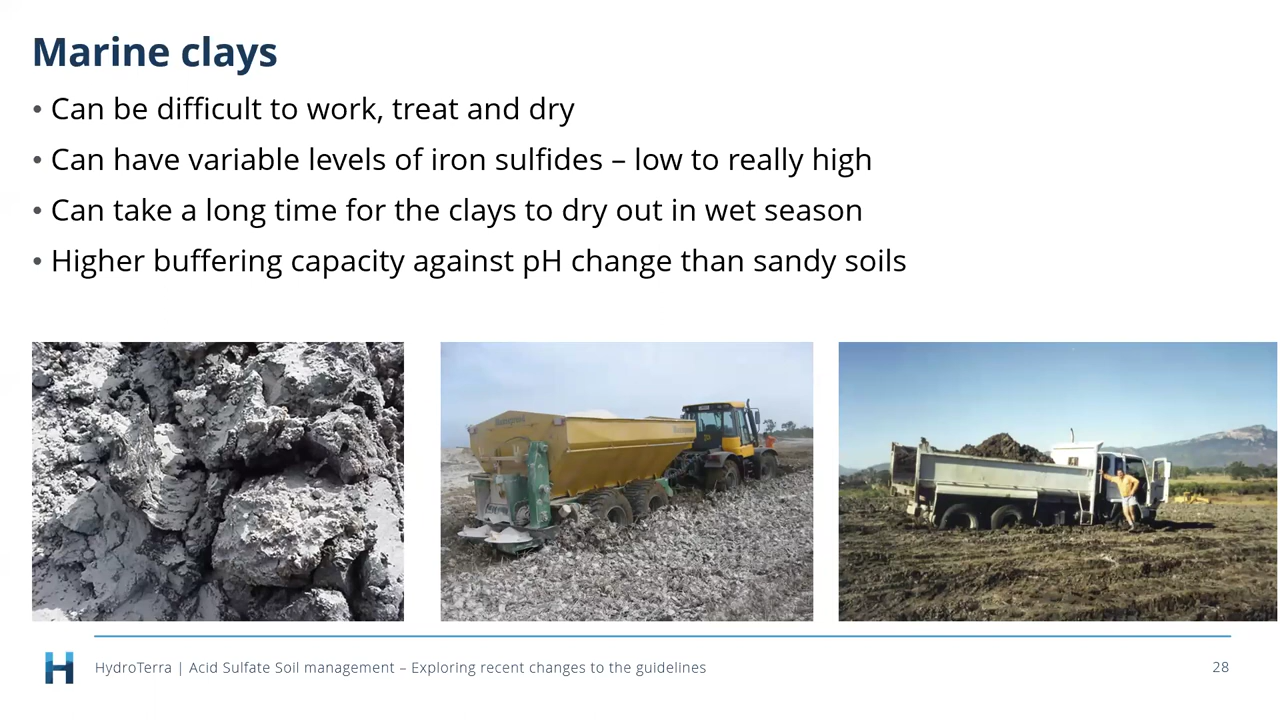 Marine clays
• Can be difficult to work, treat and dry
• Can have variable levels of iron sulfides – low to really high
• Can take a long time for the clays to dry out in wet season
• Higher buffering capacity against pH change than sandy soils
HydroTerra | Acid Sulfate Soil management – Exploring recent changes to the guidelines
28